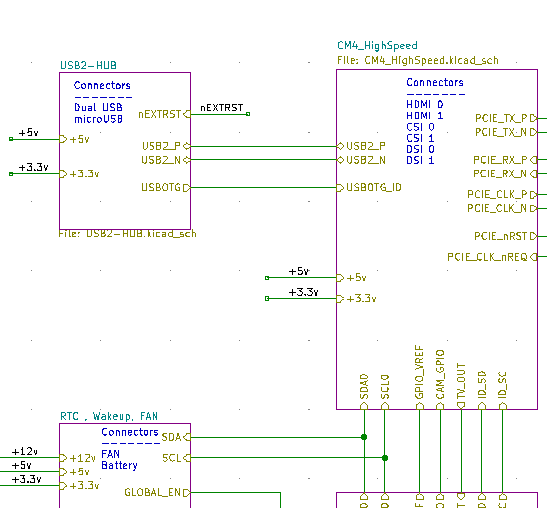 USB2-HUB
Connectors
Dual USB
microUSB
nEXTRST
nEXTRST
+5v
+5v
USB2_P
USB2_N
+3.3v
+3.3v
USBOTG
File: USB2-HUB.kicad_sch
CM4_HighSpeed
File: CM4_HighSpeed.kicad_sch
Connectors
HDMI 0
HDMI 1
CSI 0
CSI 1
DSI 0
DSI 1
USB2_P
USB2_N
USBOTG_ID
PCIE_TX_P
PCIE_TX_N
PCIE_RX_P
PCIE_RX_N
PCIE_CLK_P
PCIE_CLK_N
PCIE_nRST
PCIE_CLK_nREQ
+5v
+5v
+3.3v
+3.3v
SDA0
SCL0
GPIO_VREF
CAM_GPIO
TV_OUT
ID_SD
ID_SC
RTC , Wakeup, FAN
Connectors
FAN
Battery
SDA
SCL
+12v
+12v
+5v
+5v
+3.3v
+3.3v
GLOBAL_EN